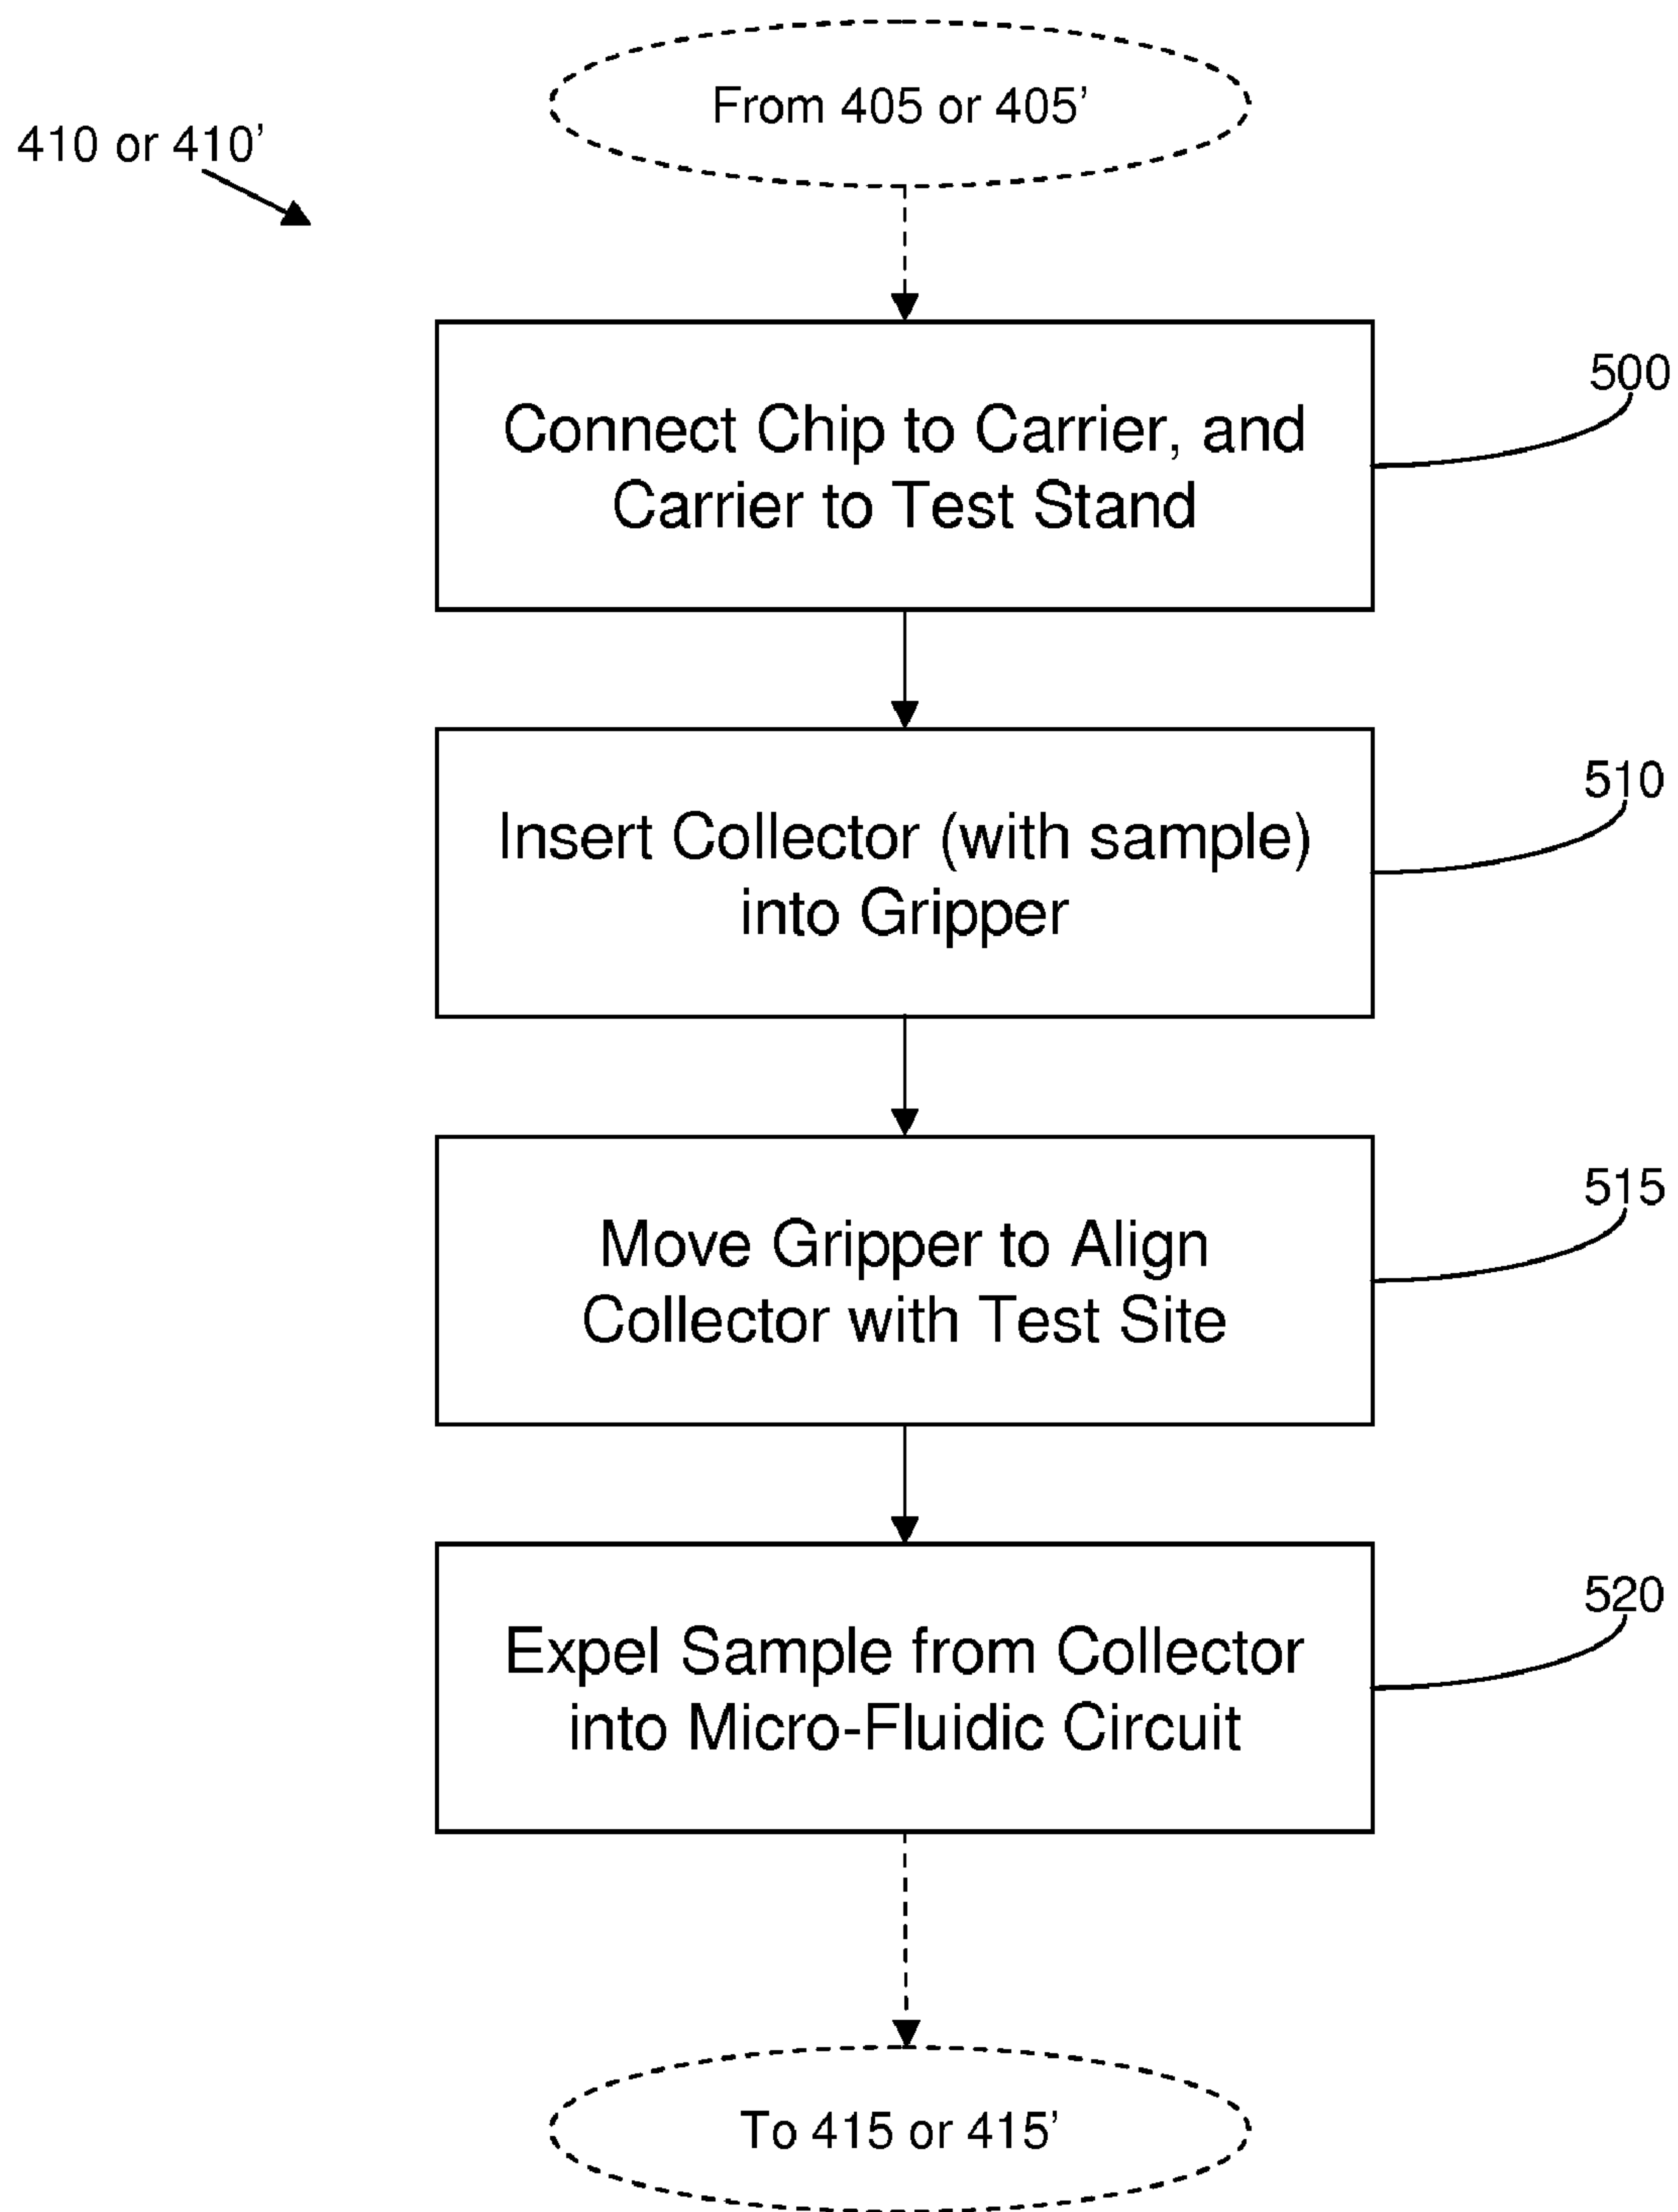 From 405 or 405'
410 or 410'
500
Connect Chip to Carrier, and
Carrier to Test Stand
510
Insert Collector (with sample)
into Gripper
515
Move Gripper to Align
Collector with Test Site
520
Expel Sample from Collector
into Micro-Fluidic Circuit
To 415 or 415'